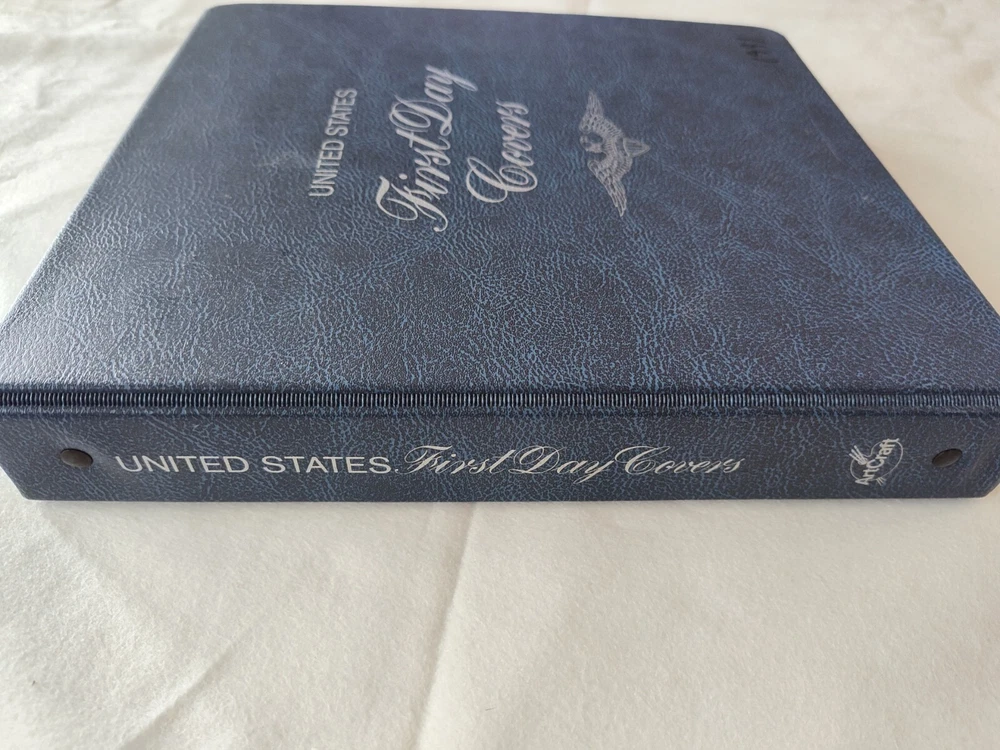 UNITED STATES
First Day
Covers
UNITED STATES. First Day Covers
ArtCraft